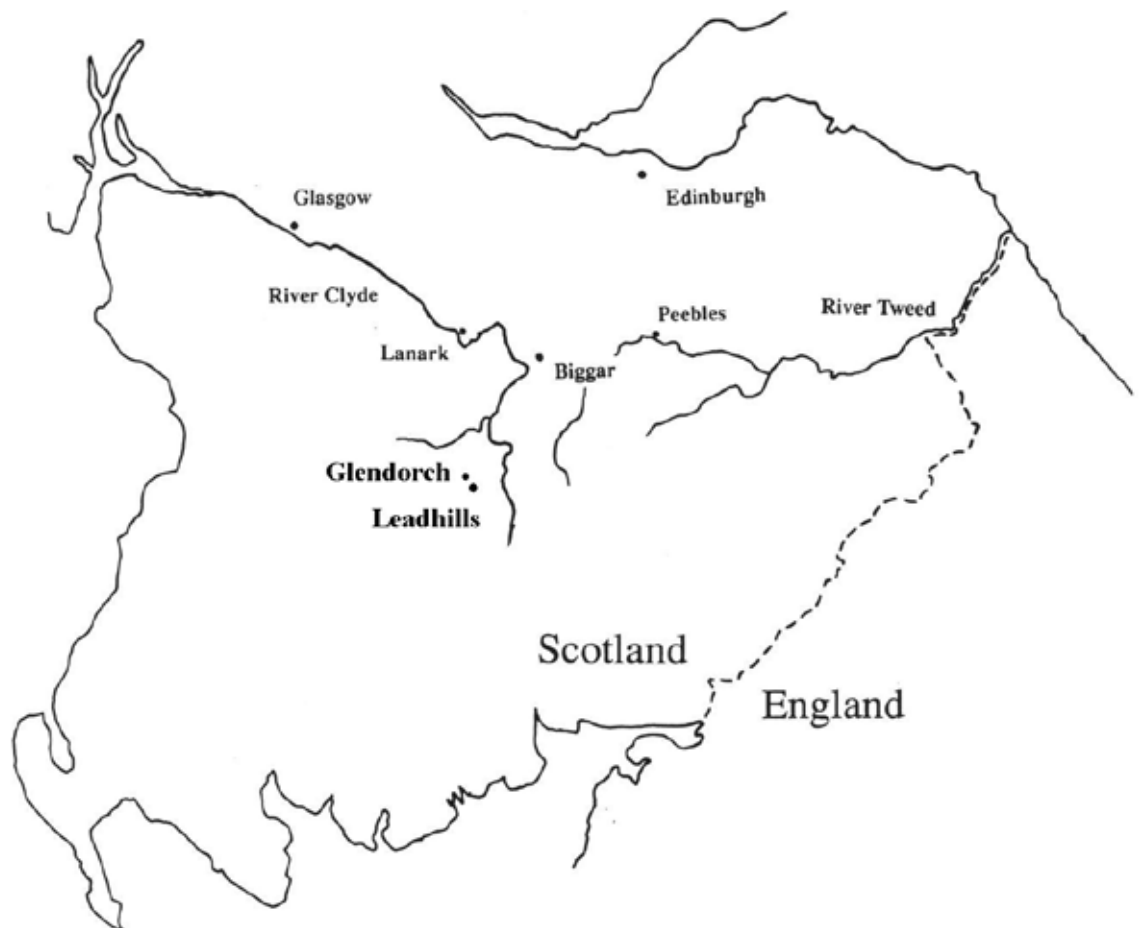 Glasgow
Edinburgh
River Clyde
River Tweed
Peebles
Lanark
Biggar
Glendorch
Leadhills
Scotland
England